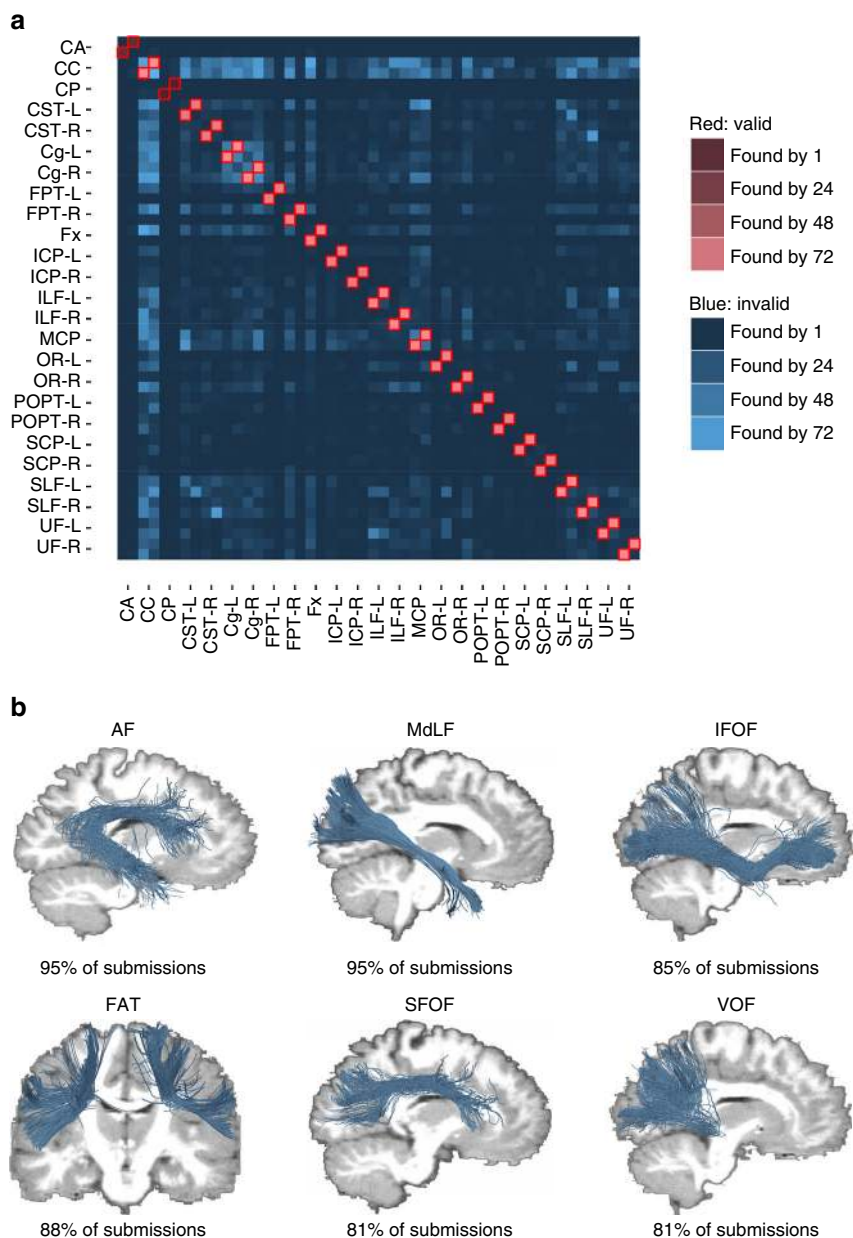 a
CA
CC
CP
CST-L
CST-R
Cg-L
Cg-R
FPT-L
FPT-R
Fx
ICP-L
ICP-R
ILF-L
ILF-R
MCP
OR-L
OR-R
POPT-L
POPT-R
SCP-L
SCP-R
SLF-L
SLF-R
UF-L
UF-R
CA
CC
CP
CST-L
CST-R
Cg-L
Cg-R
FPT-L
FPT-R
Fx
ICP-L
ICP-R
ILF-L
ILF-R
MCP
OR-L
OR-R
POPT-L
POPT-R
SCP-L
SCP-R
SLF-L
SLF-R
UF-L
UF-R
Red: valid
Found by 1
Found by 24
Found by 48
Found by 72
Blue: invalid
Found by 1
Found by 24
Found by 48
Found by 72
b
AF
MdLF
IFOF
95% of submissions
95% of submissions
85% of submissions
FAT
SFOF
VOF
88% of submissions
81% of submissions
81% of submissions